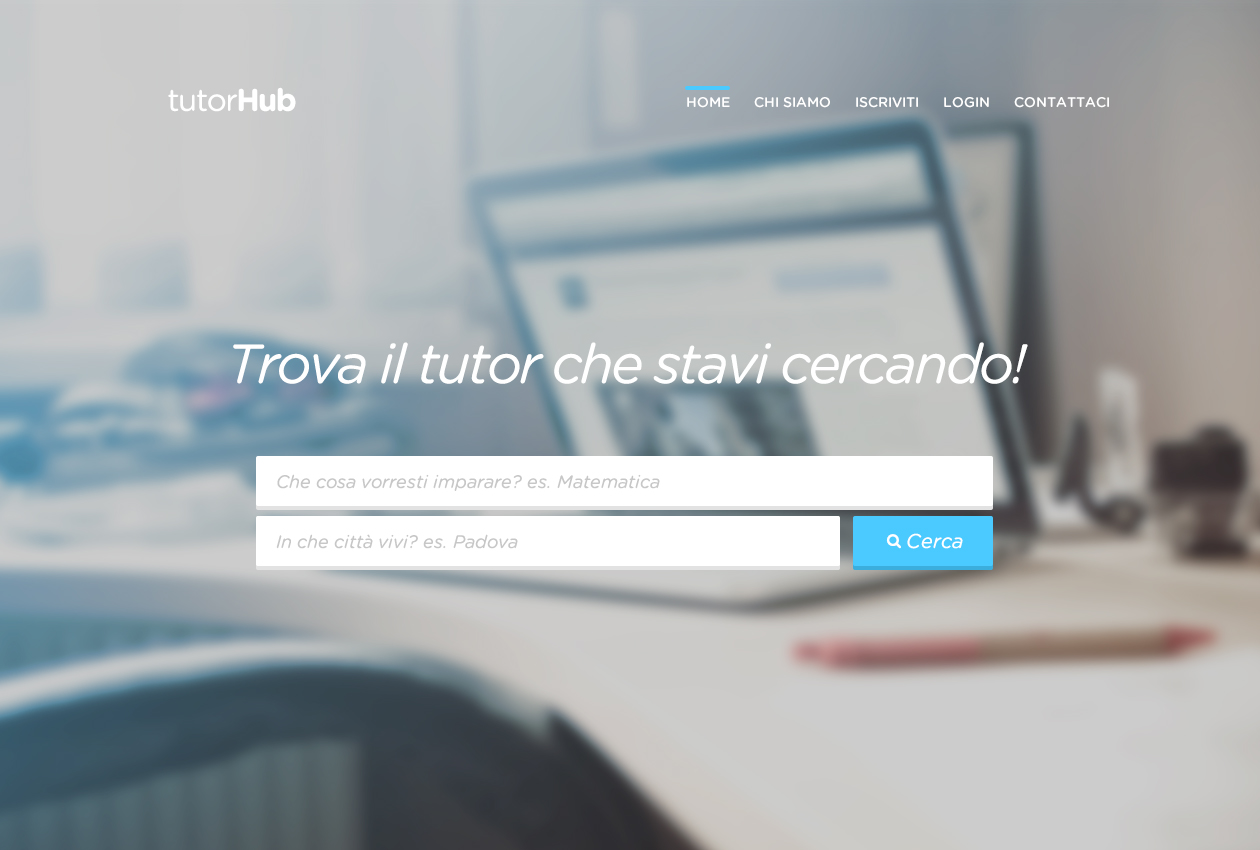 tutorHub
HOME CHI SIAMO ISCRIVITI LOGIN CONTATTACI
Trova il tutor che stavi cercando!
Che cosa vorresti imparare? es. Matematica
In che città vivi? es. Padova
Cerca